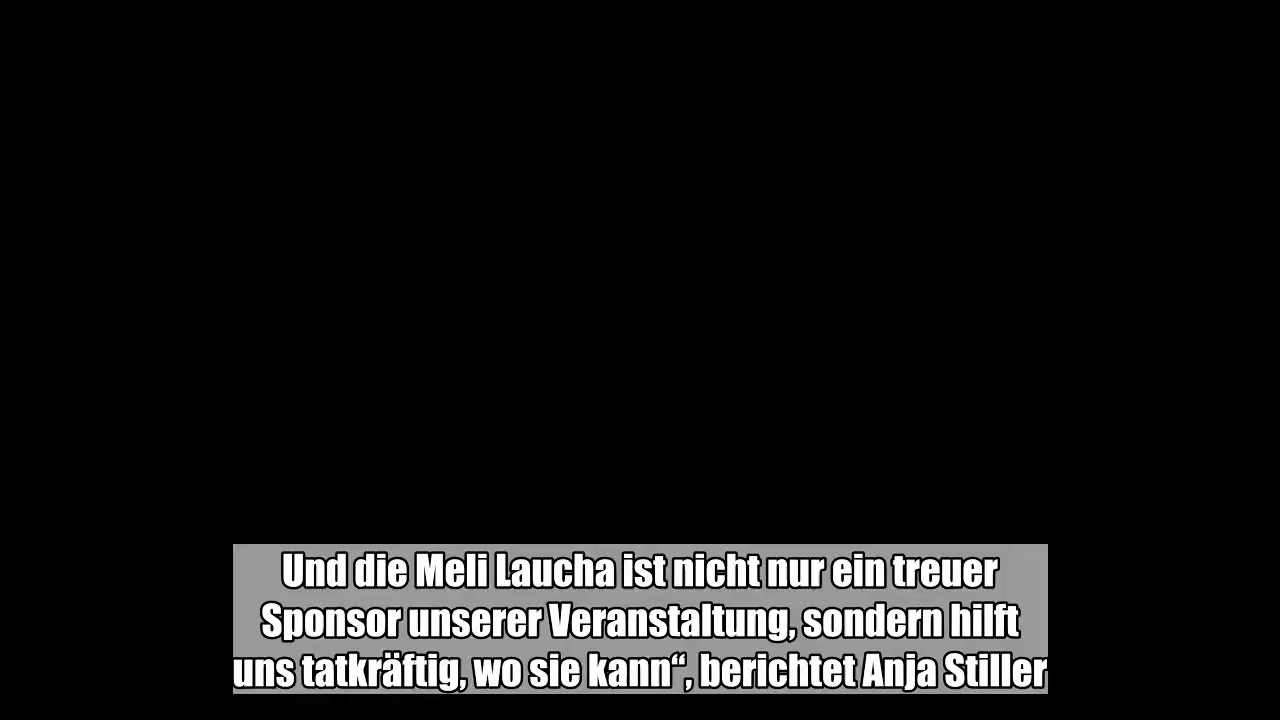 Und die Meli Laucha ist nicht nur ein treuer
Sponsor unserer Veranstaltung, sondern hilft
uns tatkräftig, wo sie kann“, berichtet Anja Stiller